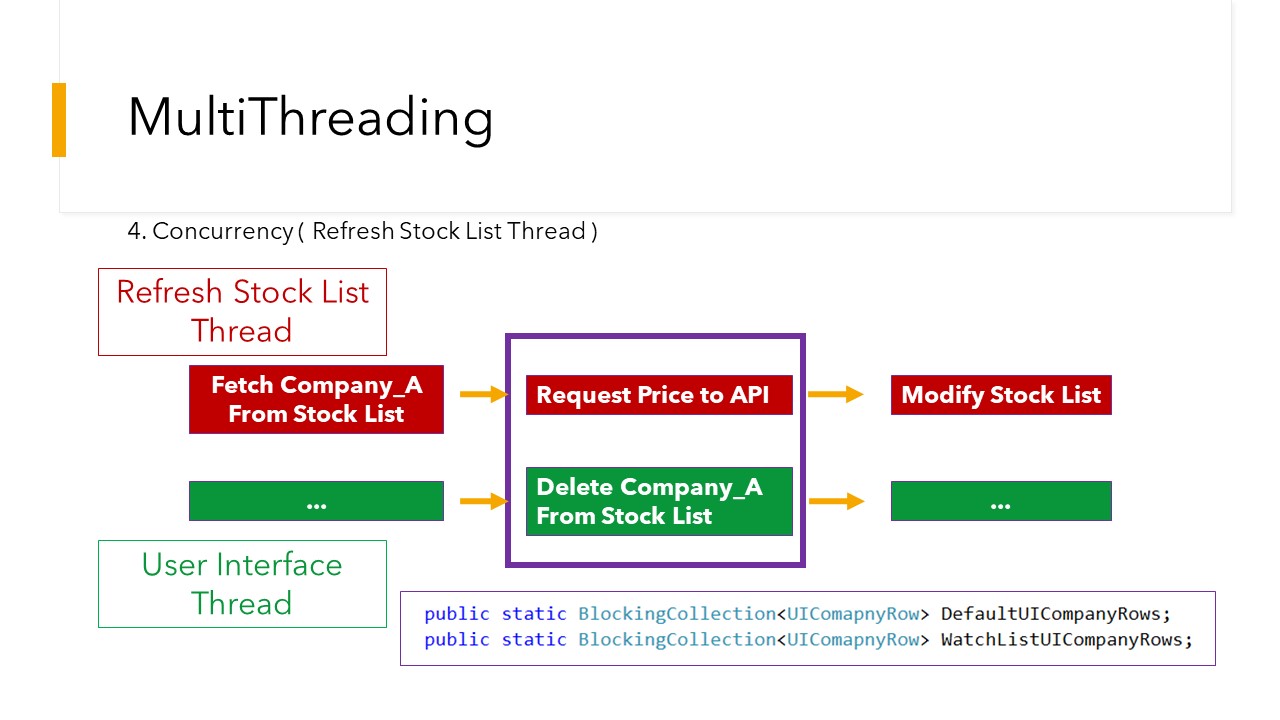 MultiThreading
4. Concurrency ( Refresh Stock List Thread )
Refresh Stock List
Thread
Fetch Company_A
From Stock List
Request Price to API
Modify Stock List
...
Delete Company_A
From Stock List
...
User Interface
Thread
public static BlockingCollection<UIComapnyRow> DefaultUICompanyRows;
public static BlockingCollection<UIComapnyRow> WatchListUICompanyRows;